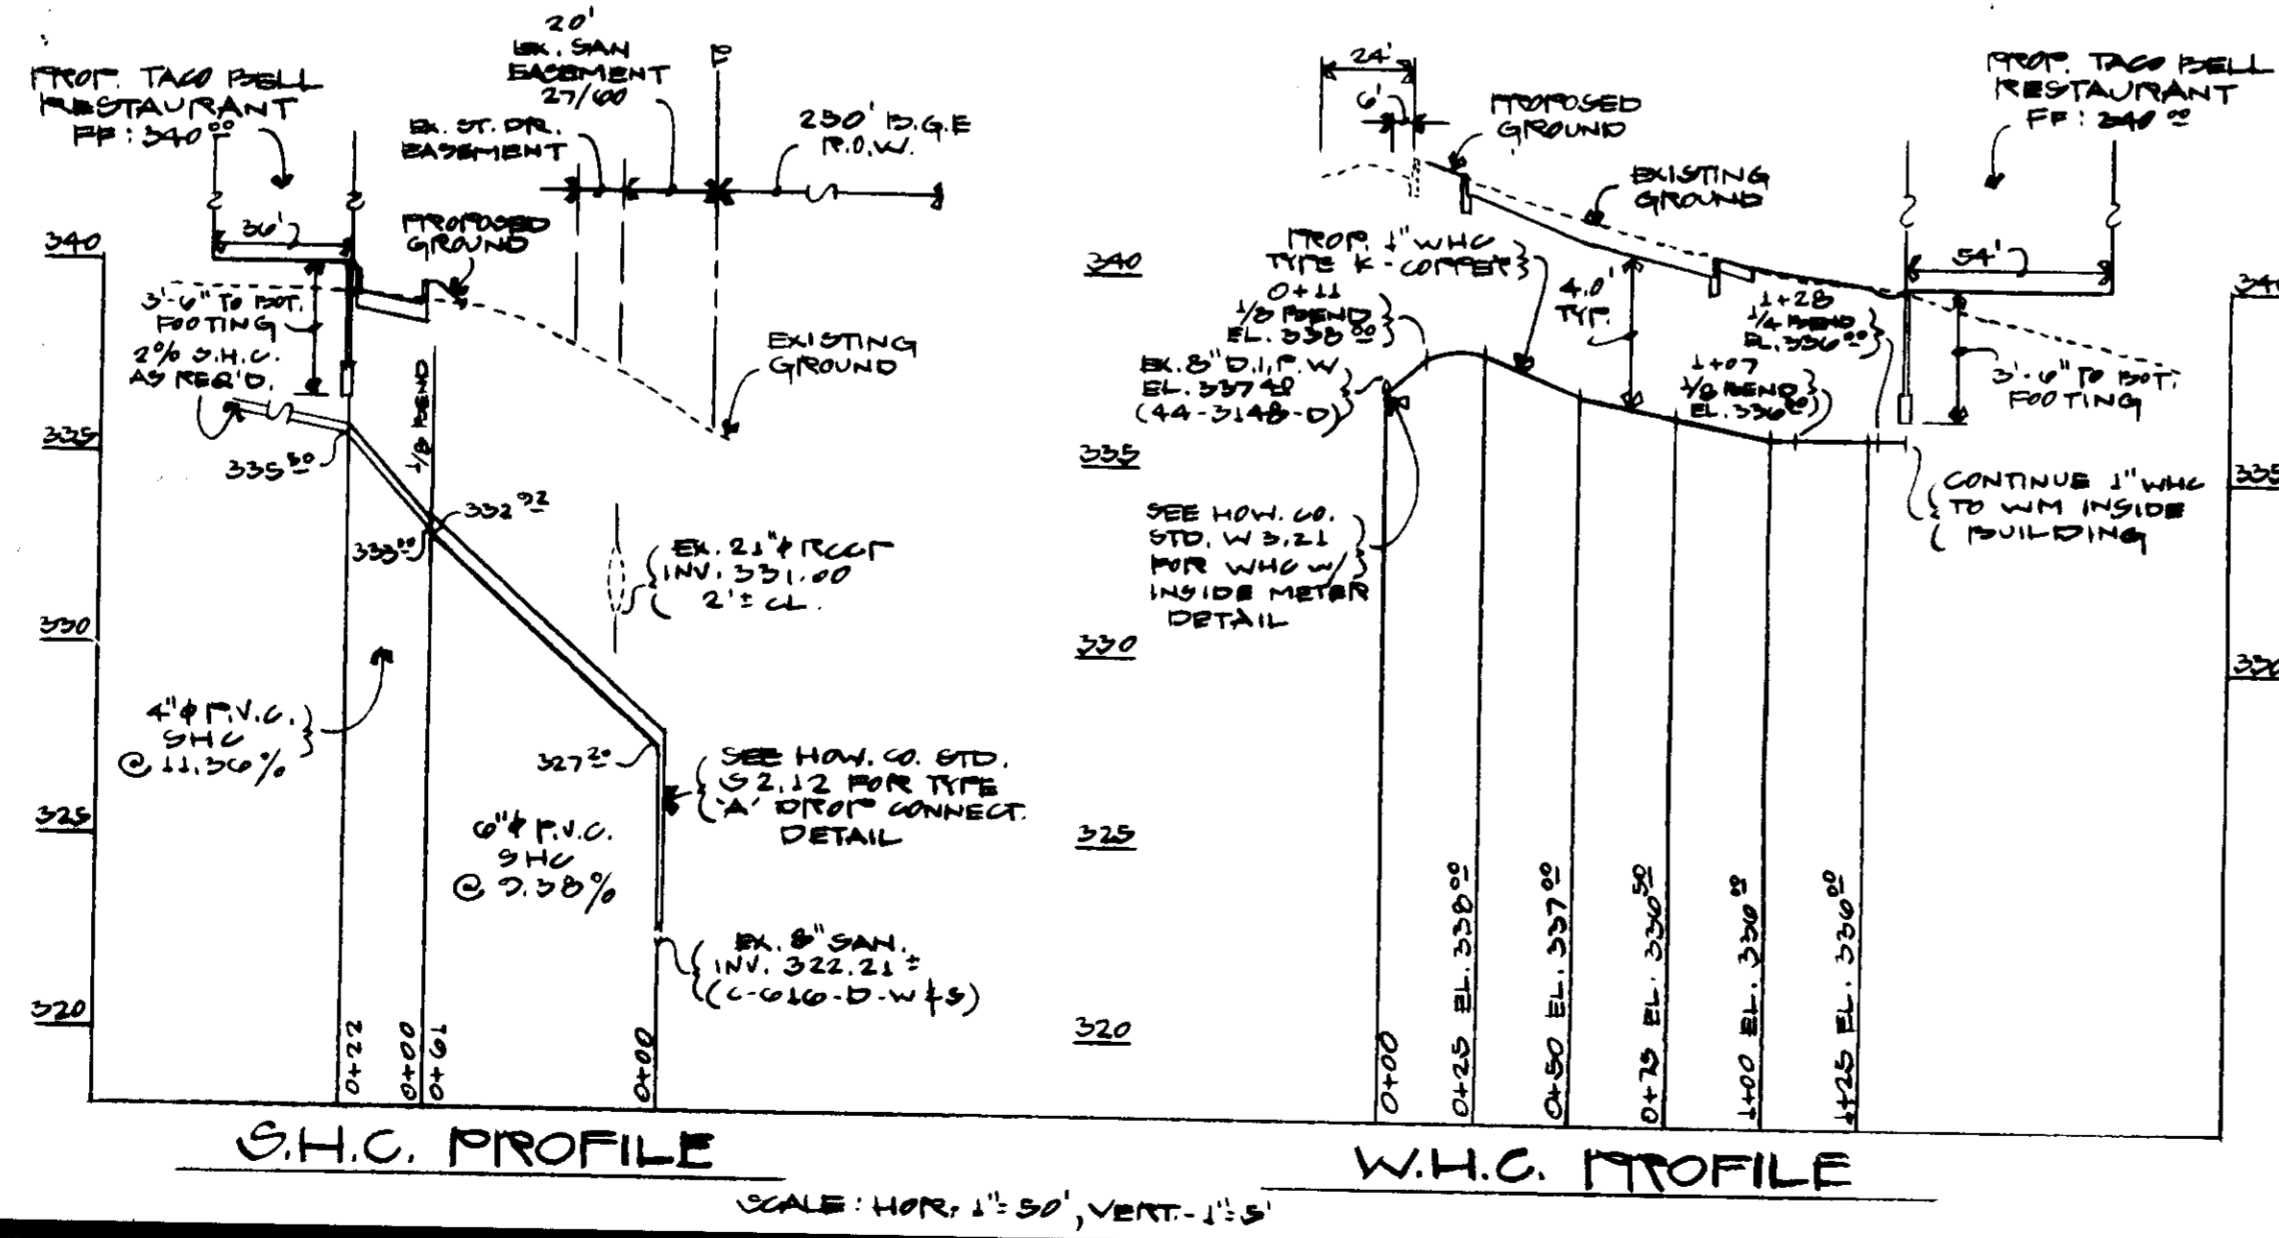 PROP. TACO BELL
RESTAURANT
FF: 340 00
20'
EX. SAN
EASEMENT
27/60
EX. ST. DR.
EASEMENT
230' B.G.E
R.O.W.
36'
PROPOSED
GROUND
340
3'-6" TO BOT.
FOOTING
2% S.H.C.
AS REQ'D.
1/8 BEND
EXISTING
GROUND
335
335 50
332 92
333 00
EX. 21" φ RCCP
INV. 331.00
2'± CL.
330
4" φ P.V.C.
SHC
@ 11.36%
327 20
SEE HOW. CO. STD.
S 2.12 FOR TYPE
'A' DROP CONNECT.
DETAIL
325
6" φ P.V.C.
SHC
@ 9.38%
EX. 8" SAN.
INV. 322.21 ±
(C-616-D-W&S)
320
0+22
0+00
0+61
0+00
S.H.C. PROFILE
24'
6'
PROPOSED
GROUND
EXISTING
GROUND
PROP. TACO BELL
RESTAURANT
FF: 340 00
54'
340
PROP. 1" WHC
TYPE K-COPPER
0+11
1/8 BEND
EL. 338 00
EX. 8" D.I.P. W
EL. 337 40
(44-3148-D)
4.0'
TYP.
1+28
1/4 BEND
EL. 336 00
1+07
1/8 BEND
EL. 336 00
3'-6" TO BOT.
FOOTING
340
335
SEE HOW. CO.
STD. W 3.21
FOR WHC W/
INSIDE METER
DETAIL
CONTINUE 1" WHC
TO WM INSIDE
BUILDING
335
330
330
325
320
0+00
0+25 EL. 338 00
0+50 EL. 337 00
0+75 EL. 336 50
1+00 EL. 336 00
1+25 EL. 336 00
W.H.C. PROFILE
SCALE: HOR.- 1"=50', VERT.- 1"=5'